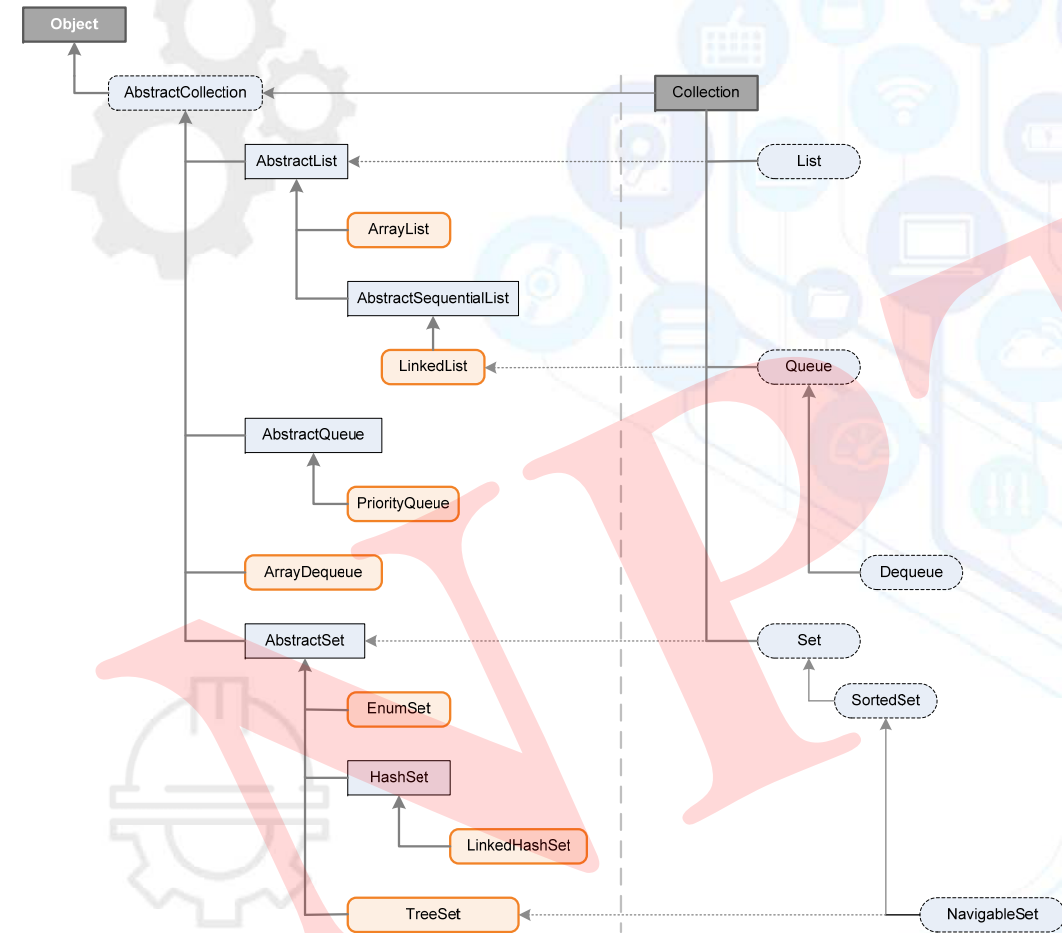 Object
AbstractCollection
Collection
AbstractList
List
ArrayList
AbstractSequentialList
LinkedList
Queue
AbstractQueue
PriorityQueue
ArrayDequeue
Dequeue
AbstractSet
Set
SortedSet
EnumSet
HashSet
LinkedHashSet
TreeSet
NavigableSet
NPT